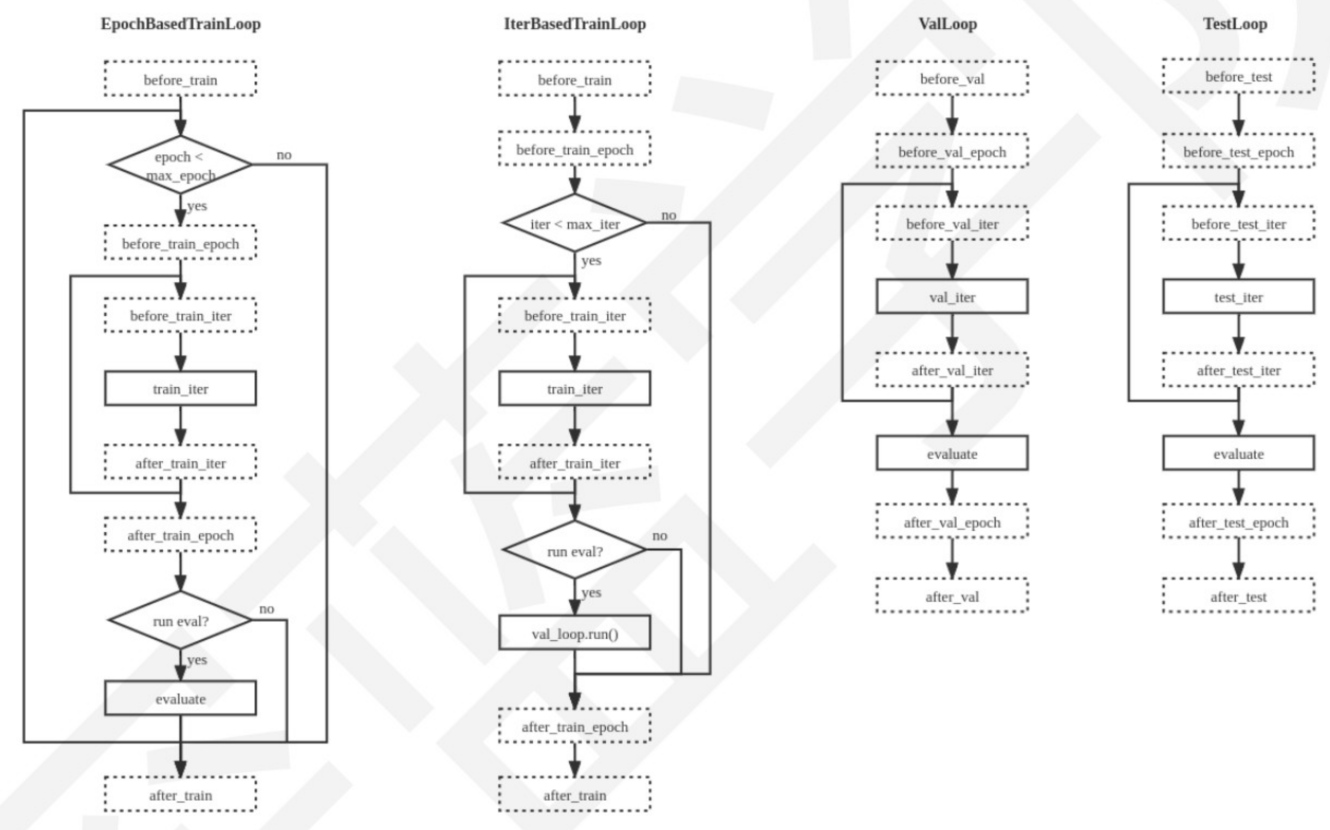 EpochBasedTrainLoop
before_train
epoch <
max_epoch
no
yes
before_train_epoch
before_train_iter
train_iter
after_train_iter
after_train_epoch
run eval?
no
yes
evaluate
after_train
IterBasedTrainLoop
before_train
before_train_epoch
iter < max_iter
no
yes
before_train_iter
train_iter
after_train_iter
run eval?
no
yes
val_loop.run()
after_train_epoch
after_train
ValLoop
before_val
before_val_epoch
before_val_iter
val_iter
after_val_iter
evaluate
after_val_epoch
after_val
TestLoop
before_test
before_test_epoch
before_test_iter
test_iter
after_test_iter
evaluate
after_test_epoch
after_test